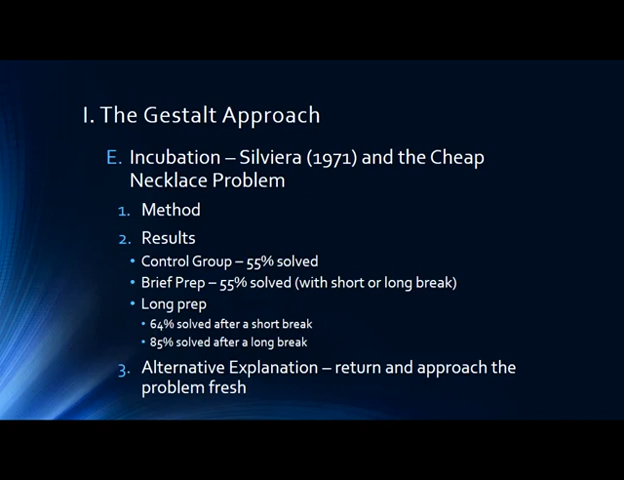 I. The Gestalt Approach
E. Incubation – Silviera (1971) and the Cheap
Necklace Problem
1. Method
2. Results
• Control Group – 55% solved
• Brief Prep – 55% solved (with short or long break)
• Long prep
• 64% solved after a short break
• 85% solved after a long break
3. Alternative Explanation – return and approach the
problem fresh